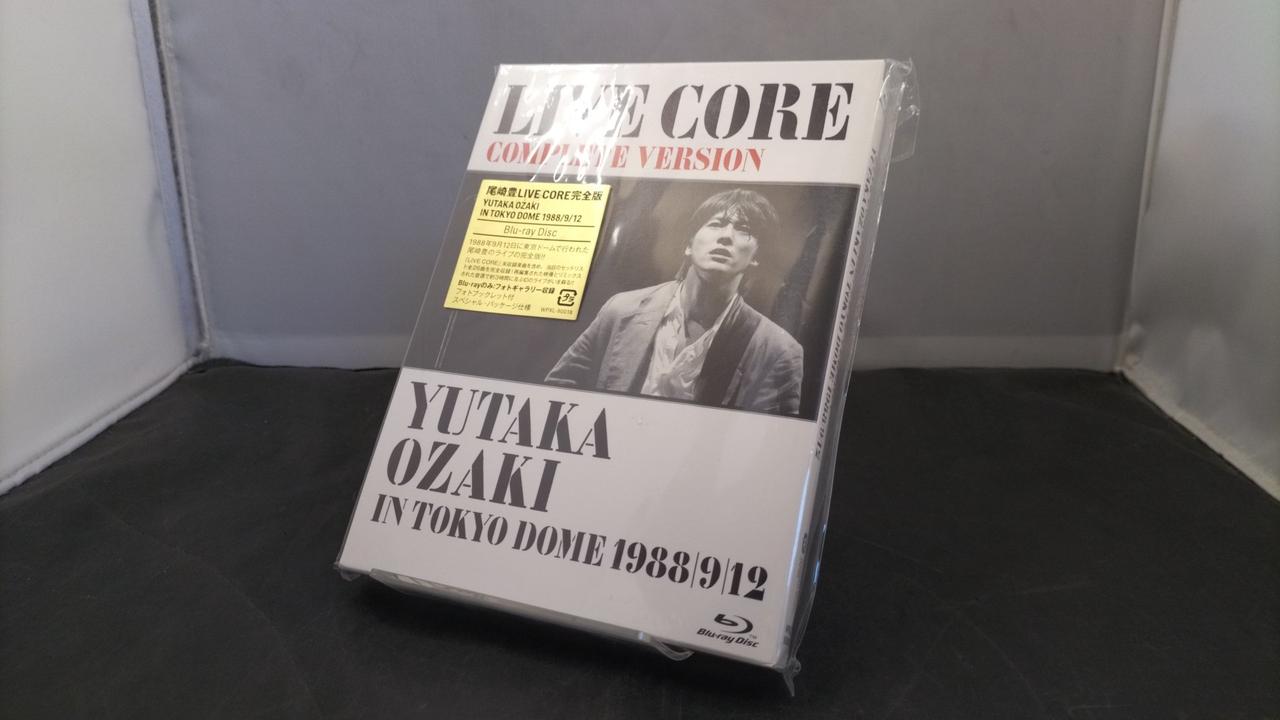 LIVE CORE
COMPLETE VERSION
尾崎豊LIVE CORE完全版
YUTAKA OZAKI
IN TOKYO DOME 1988/9/12
Blu-ray Disc
1988年9月12日に東京ドームで行われた
尾崎豊のライブの完全版!!
Blu-rayのみ:フォトギャラリー収録
フォトブックレット付
スペシャル・パッケージ仕様
WPXL-90018
プラ
YUTAKA
OZAKI
IN TOKYO DOME 1988|9|12
Blu-ray Disc